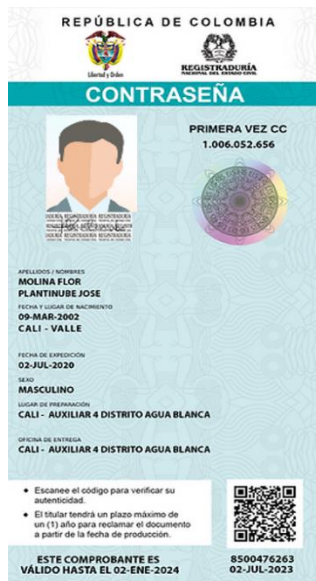 REPÚBLICA DE COLOMBIA
Libertad y Orden
REGISTRADURÍA
NACIONAL DEL ESTADO CIVIL
CONTRASEÑA
PRIMERA VEZ CC
1.006.052.656
APELLIDOS / NOMBRES
MOLINA FLOR
PLANTINUBE JOSE
FECHA Y LUGAR DE NACIMIENTO
09-MAR-2002
CALI - VALLE
FECHA DE EXPEDICIÓN
02-JUL-2020
SEXO
MASCULINO
LUGAR DE PREPARACIÓN
CALI - AUXILIAR 4 DISTRITO AGUA BLANCA
OFICINA DE ENTREGA
CALI - AUXILIAR 4 DISTRITO AGUA BLANCA
• Escanee el código para verificar su
autenticidad.
• El titular tendrá un plazo máximo de
un (1) año para reclamar el documento
a partir de la fecha de producción.
ESTE COMPROBANTE ES
VÁLIDO HASTA EL 02-ENE-2024
8500476263
02-JUL-2023